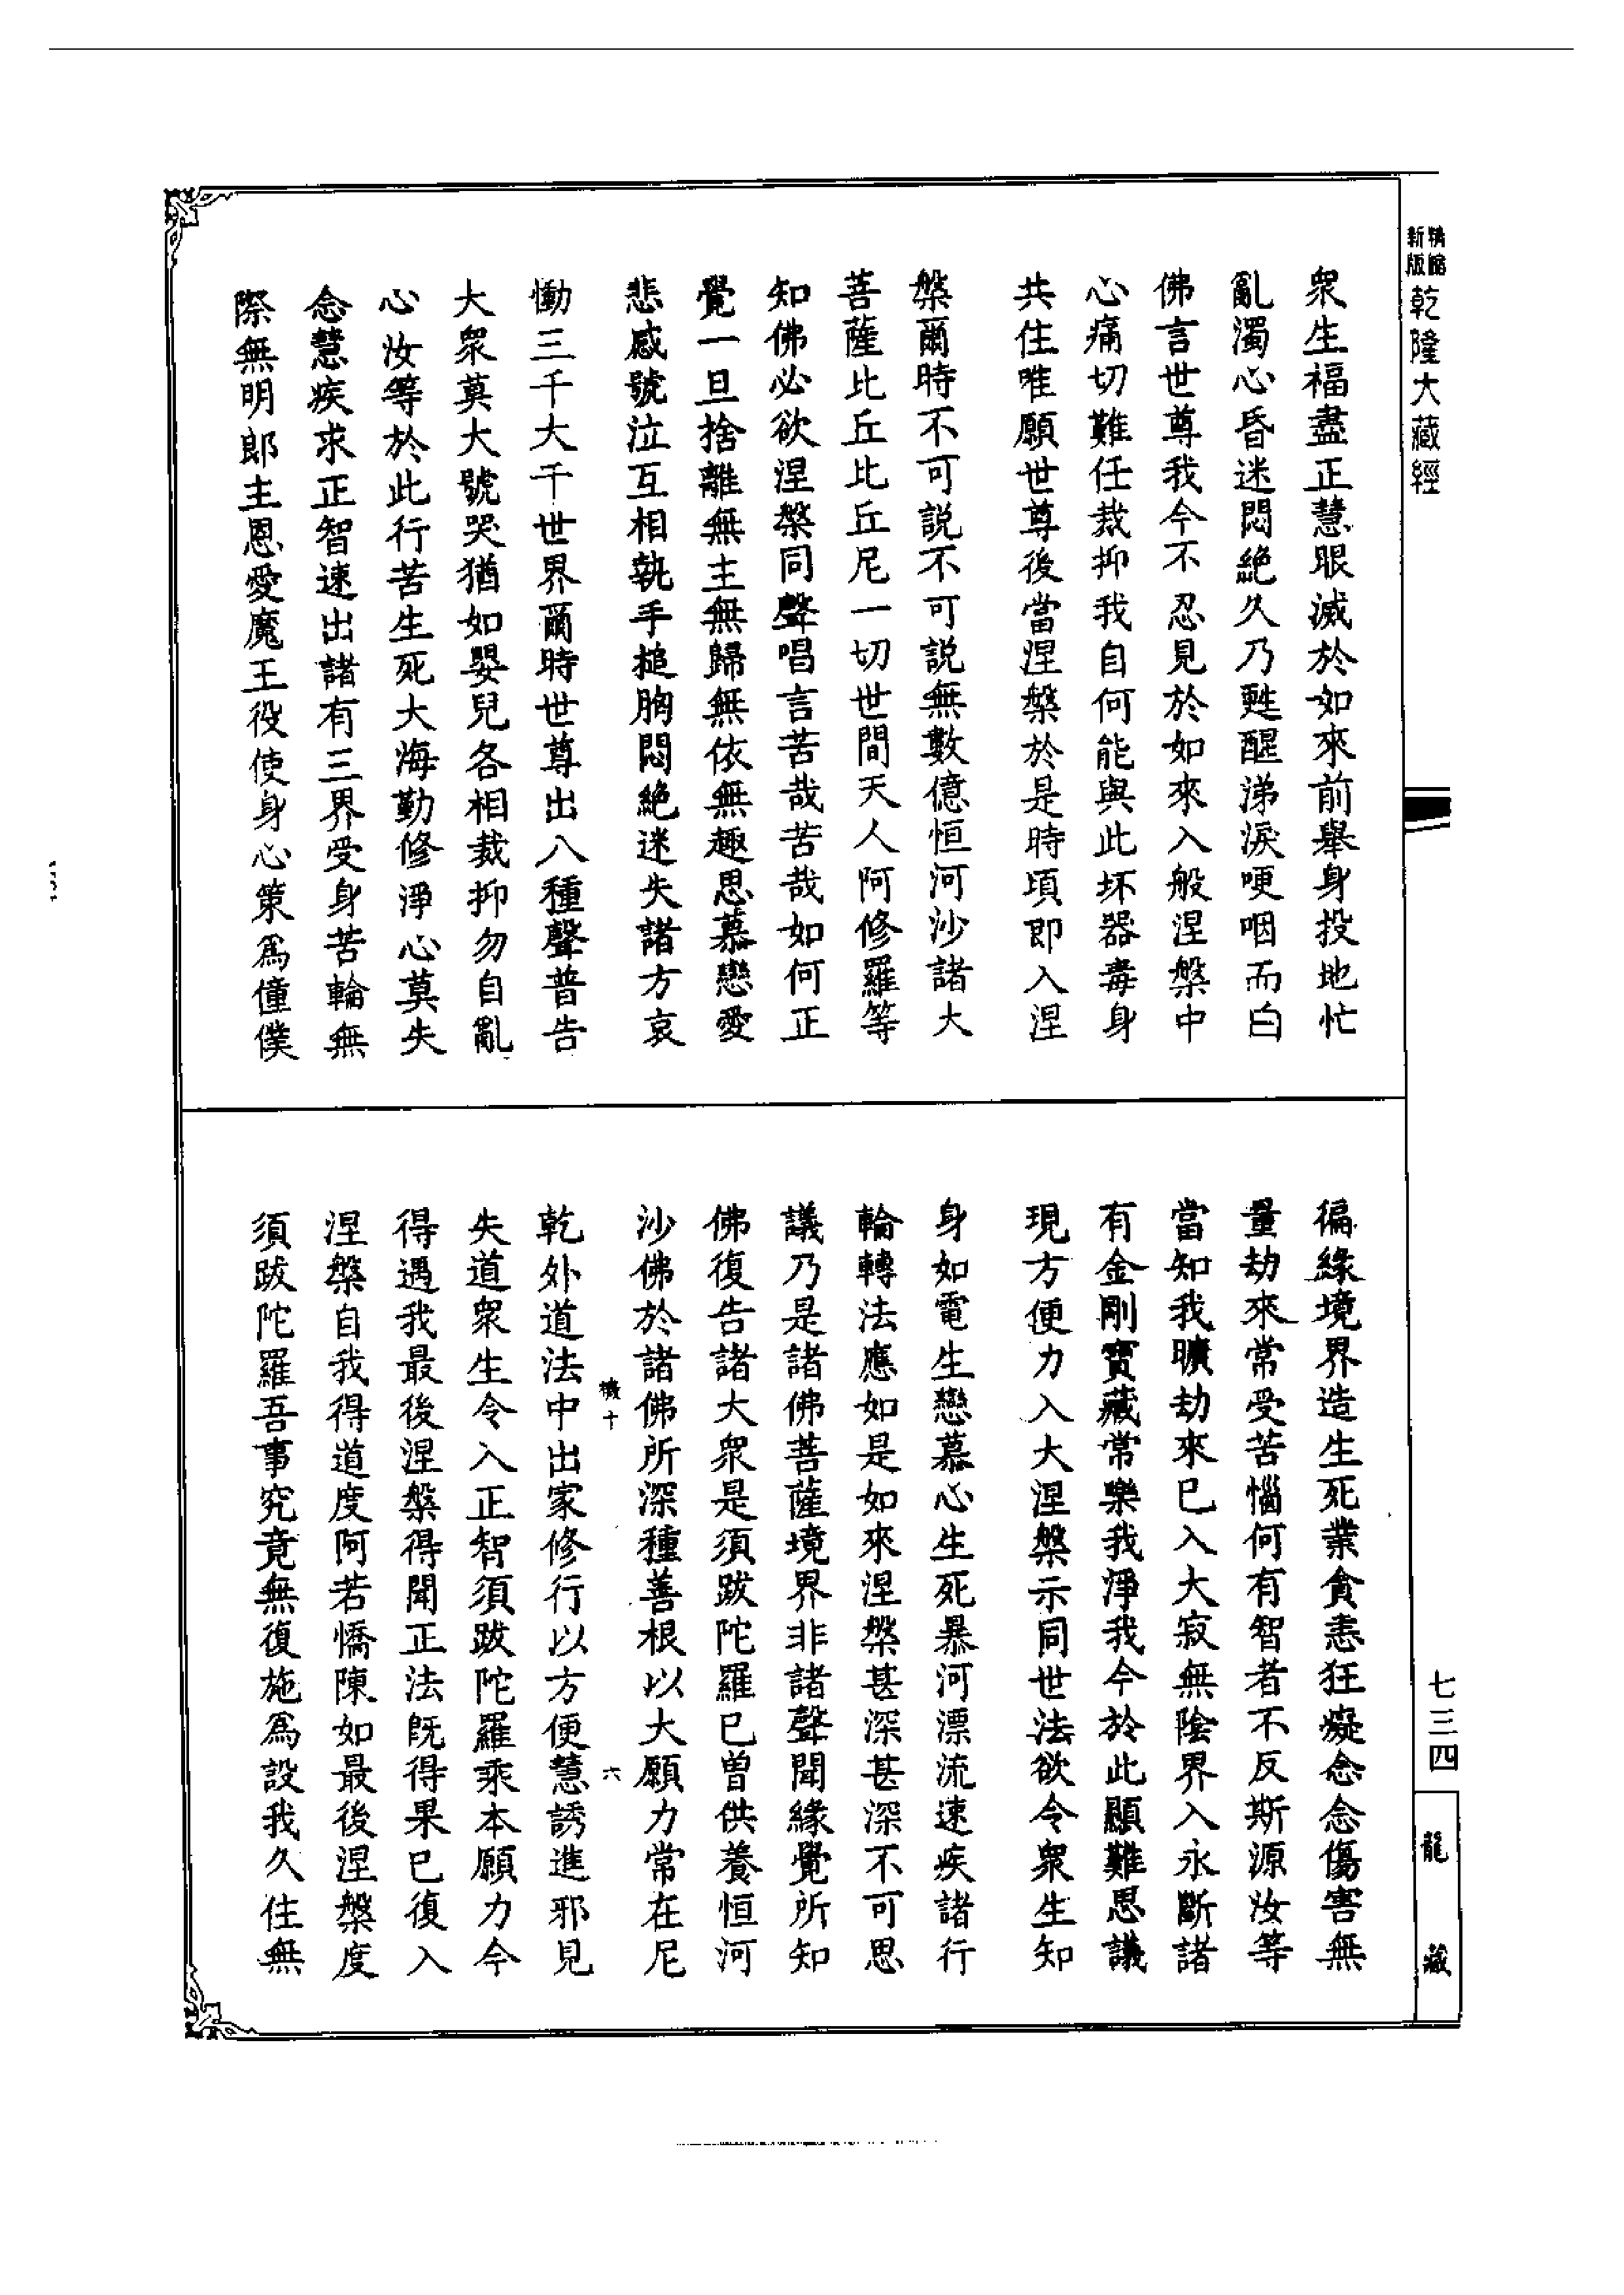 精縮
新版
乾隆大藏經
眾生福盡正慧眼滅於如來前舉身投地忙
亂濁心昏迷悶絕久乃甦醒涕淚哽咽而白
佛言世尊我今不忍見於如來入般涅槃中
心痛切難任裁抑我自何能與此坏器毒身
共住唯願世尊後當涅槃於是時頃即入涅
槃爾時不可說不可說無數億恒河沙諸大
菩薩比丘比丘尼一切世間天人阿修羅等
知佛必欲涅槃同聲唱言苦哉苦哉如何正
覺一旦捨離無主無歸無依無趣思慕戀愛
悲感號泣互相執手搥胸悶絕迷失諸方哀
慟三千大千世界爾時世尊出八種聲普告
大眾莫大號哭猶如嬰兒各相裁抑勿自亂
心汝等於此行苦生死大海勤修淨心莫失
念慧疾求正智速出諸有三界受身苦輪無
際無明郎主恩愛魔王役使身心策為僮僕
徧緣境界造生死業貪恚狂癡念念傷害無
量劫來常受苦惱何有智者不反斯源汝等
當知我曠劫來已入大寂無陰界入永斷諸
有金剛寶藏常樂我淨我今於此顯難思議
現方便力入大涅槃示同世法欲令眾生知
身如電生戀慕心生死暴河漂流速疾諸行
輪轉法應如是如來涅槃甚深甚深不可思
議乃是諸佛菩薩境界非諸聲聞緣覺所知
佛復告諸大眾是須跋陀羅已曾供養恒河
沙佛於諸佛所深種善根以大願力常在尼
機十
六
乾外道法中出家修行以方便慧誘進邪見
失道眾生令入正智須跋陀羅乘本願力今
得遇我最後涅槃得聞正法既得果已復入
涅槃自我得道度阿若憍陳如最後涅槃度
須跋陀羅吾事究竟無復施為設我久住無
七三四
龍藏